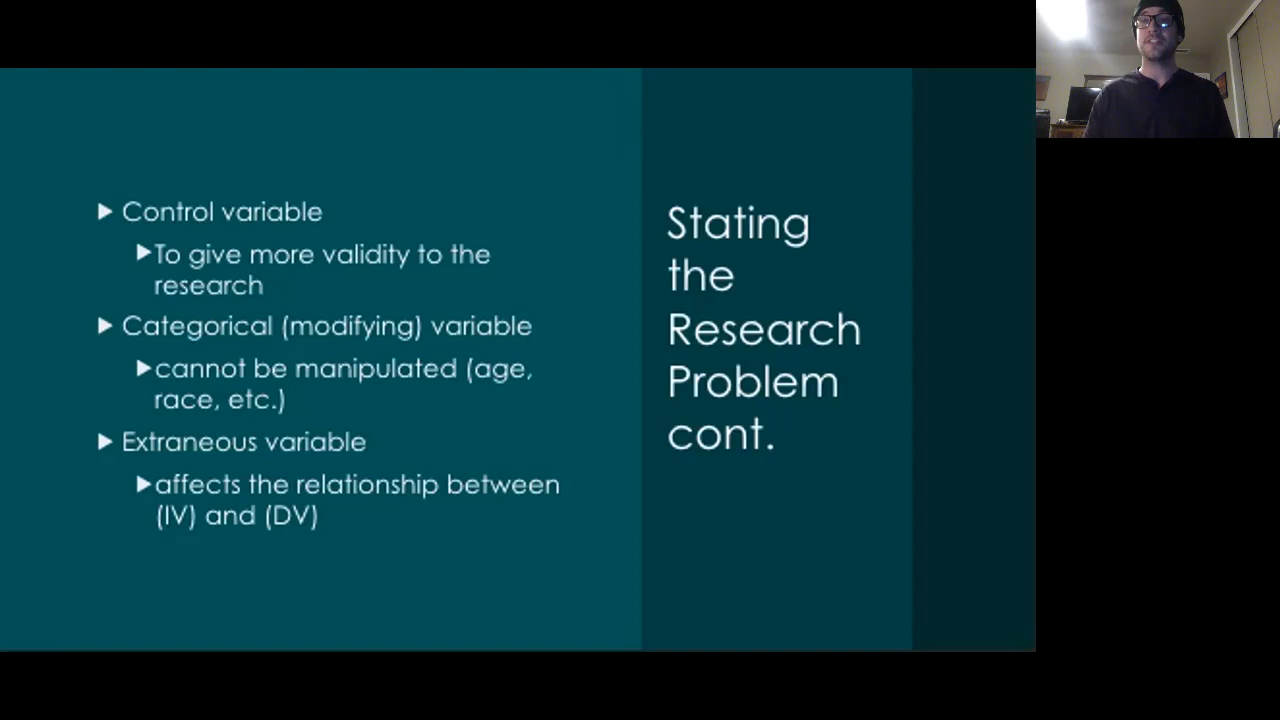 Control variable
To give more validity to the
research
Categorical (modifying) variable
cannot be manipulated (age,
race, etc.)
Extraneous variable
affects the relationship between
(IV) and (DV)
Stating
the
Research
Problem
cont.